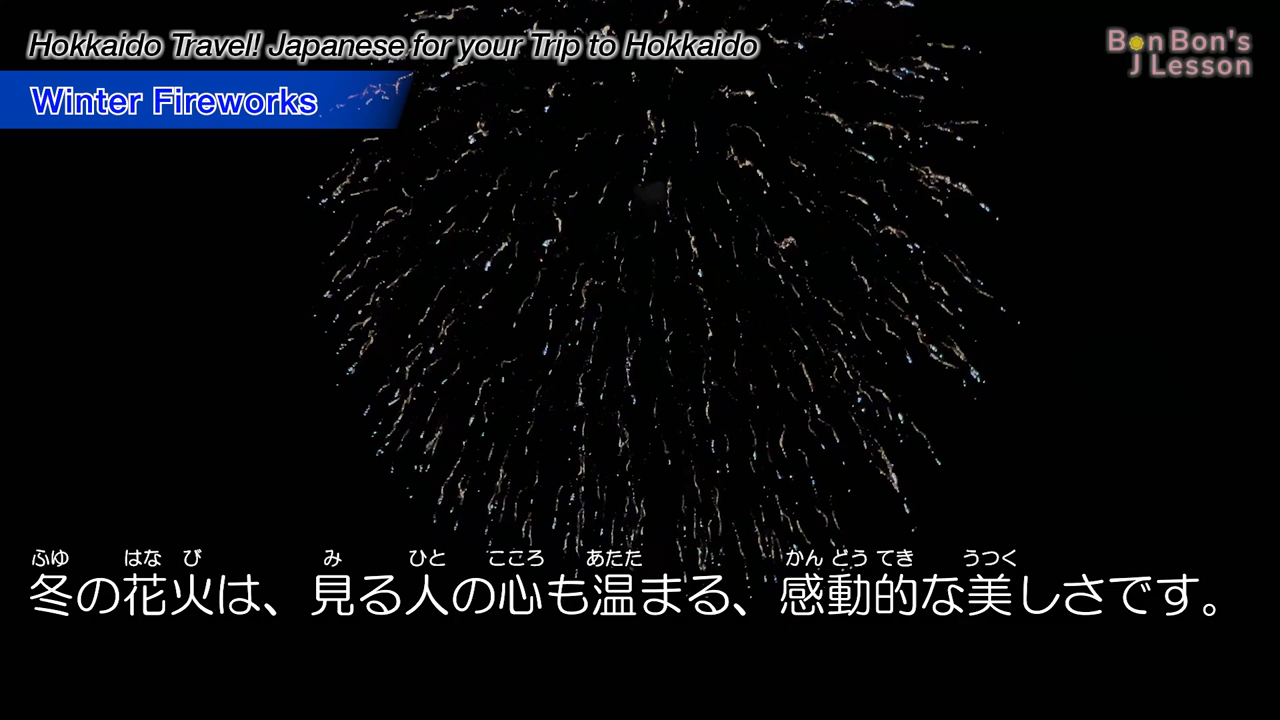 Hokkaido Travel! Japanese for your Trip to Hokkaido
Bon Bon's
J Lesson
Winter Fireworks
ふゆ はな び み ひと こころ あたた かん どう てき うつく
冬の花火は、見る人の心も温まる、感動的な美しさです。